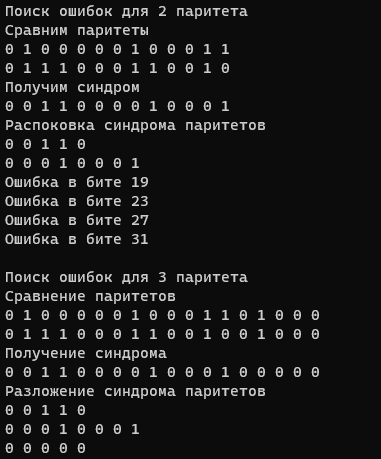 Поиск ошибок для 2 паритета
Сравним паритеты
0 1 0 0 0 0 0 1 0 0 0 1 1
0 1 1 1 0 0 0 1 1 0 0 1 0
Получим синдром
0 0 1 1 0 0 0 0 1 0 0 0 1
Распоковка синдрома паритетов
0 0 1 1 0
0 0 0 1 0 0 0 1
Ошибка в бите 19
Ошибка в бите 23
Ошибка в бите 27
Ошибка в бите 31
Поиск ошибок для 3 паритета
Сравнение паритетов
0 1 0 0 0 0 0 1 0 0 0 1 1 0 1 0 0 0
0 1 1 1 0 0 0 1 1 0 0 1 0 0 1 0 0 0
Получение синдрома
0 0 1 1 0 0 0 0 1 0 0 0 1 0 0 0 0 0
Разложение синдрома паритетов
0 0 1 1 0
0 0 0 1 0 0 0 1
0 0 0 0 0